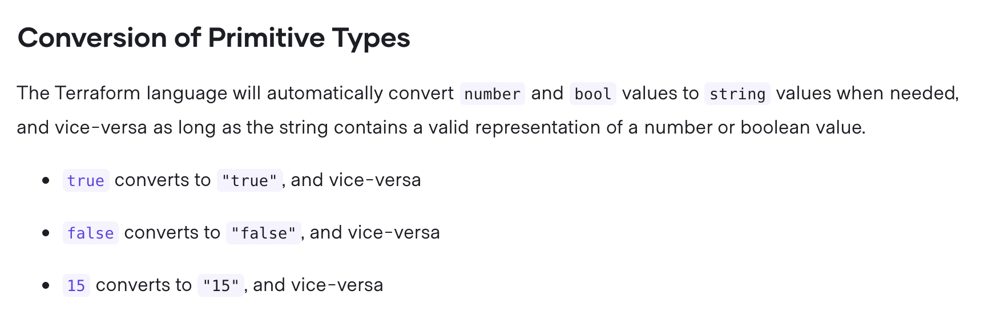 Conversion of Primitive Types
The Terraform language will automatically convert number and bool values to string values when needed,
and vice-versa as long as the string contains a valid representation of a number or boolean value.
• true converts to "true", and vice-versa
• false converts to "false", and vice-versa
• 15 converts to "15", and vice-versa